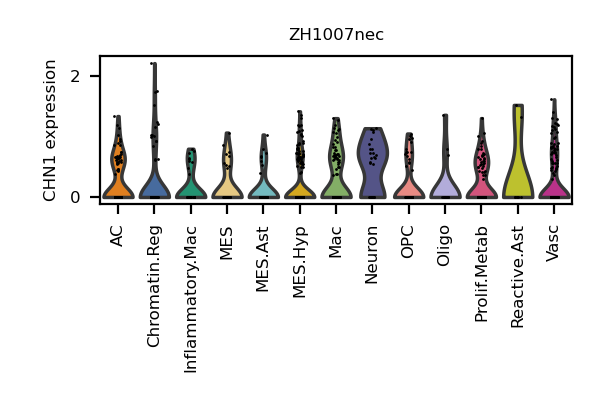 ZH1007nec
CHN1 expression
2
0
AC
Chromatin.Reg
Inflammatory.Mac
MES
MES.Ast
MES.Hyp
Mac
Neuron
OPC
Oligo
Prolif.Metab
Reactive.Ast
Vasc